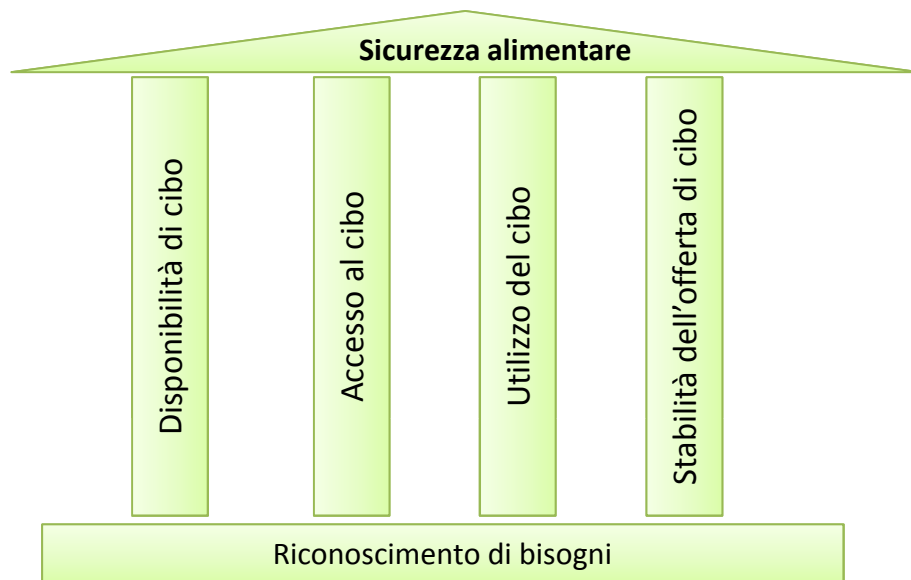 Sicurezza alimentare
Disponibilità di cibo
Accesso al cibo
Utilizzo del cibo
Stabilità dell’offerta di cibo
Riconoscimento di bisogni